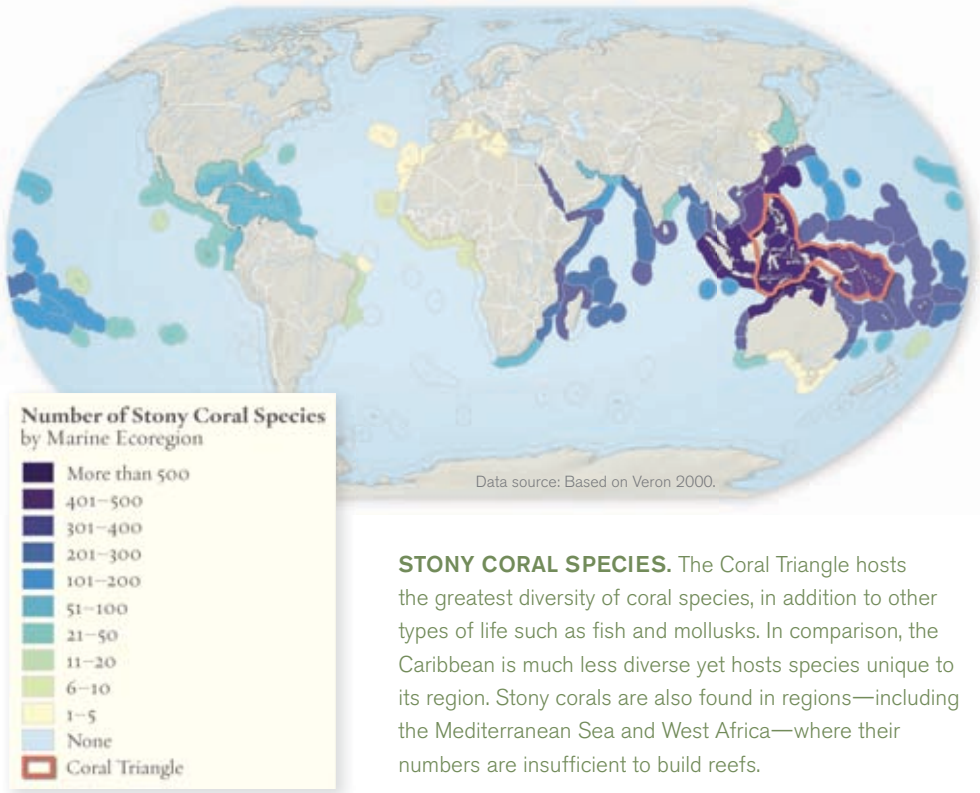 Data source: Based on Veron 2000.
Number of Stony Coral Species
by Marine Ecoregion
More than 500
401–500
301–400
201–300
101–200
51–100
21–50
11–20
6–10
1–5
None
Coral Triangle
STONY CORAL SPECIES. The Coral Triangle hosts
the greatest diversity of coral species, in addition to other
types of life such as fish and mollusks. In comparison, the
Caribbean is much less diverse yet hosts species unique to
its region. Stony corals are also found in regions—including
the Mediterranean Sea and West Africa—where their
numbers are insufficient to build reefs.